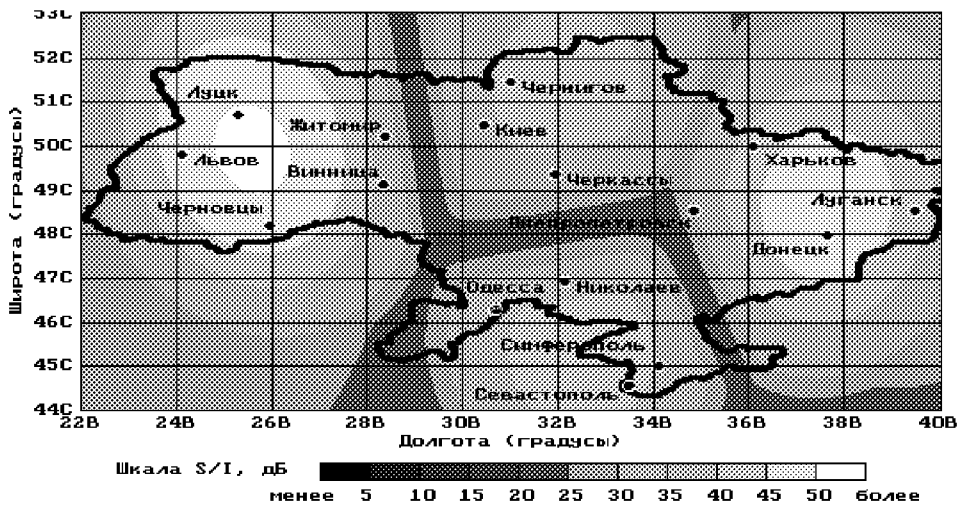 53С
52С
51С
50С
49С
48С
47С
46С
45С
44С
Широта (градусы)
Луцк
Чернигов
Житомир
Киев
Львов
Харьков
Винница
Черкассы
Луганск
Черновцы
Днепропетровск
Донецк
Одесса
Николаев
Симферополь
Севастополь
22В 24В 26В 28В 30В 32В 34В 36В 38В 40В
Долгота (градусы)
Шкала S/I, дБ
менее 5 10 15 20 25 30 35 40 45 50 более